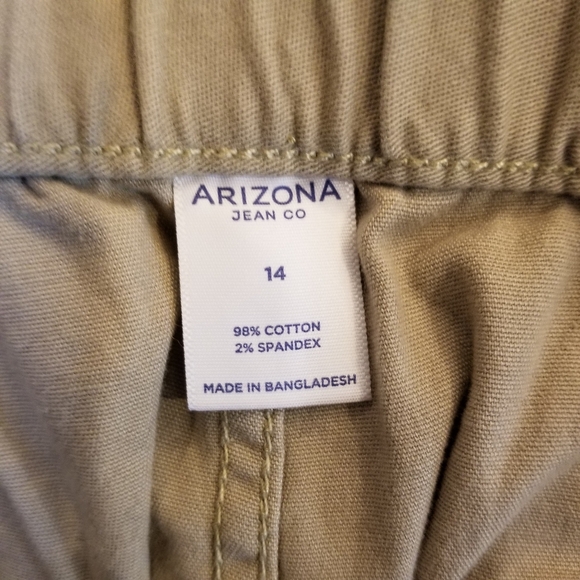 ARIZONA
JEAN CO
14
98% COTTON
2% SPANDEX
MADE IN BANGLADESH